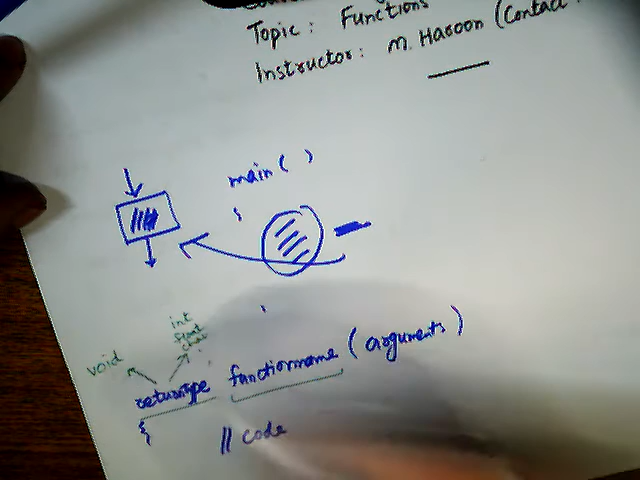 Topic: Functions
Instructor: M. Haroon (Contact
main( )
int
float
char
void
returntype functionname (arguments)
{
// code